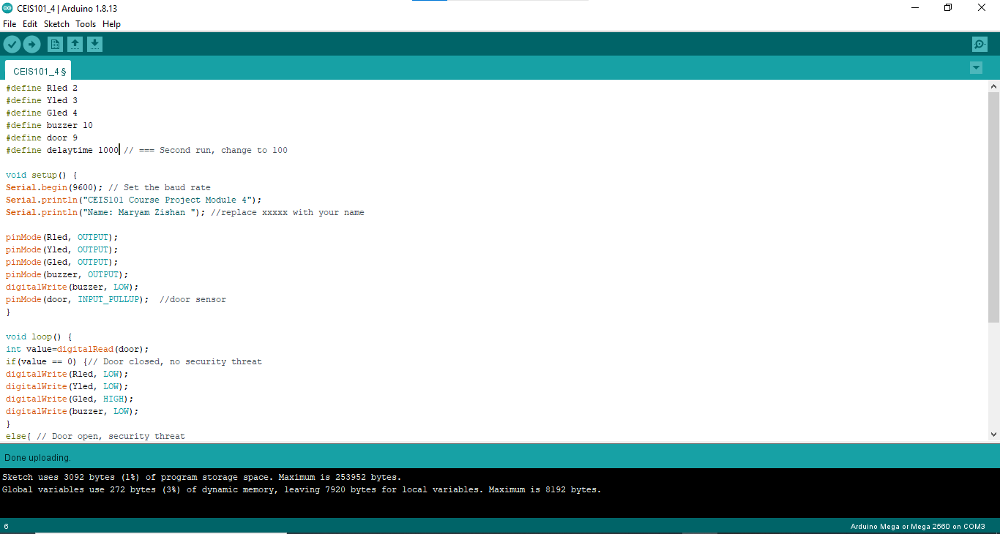 CEIS101_4 | Arduino 1.8.13
File Edit Sketch Tools Help
CEIS101_4 §
#define Rled 2
#define Yled 3
#define Gled 4
#define buzzer 10
#define door 9
#define delaytime 1000 // === Second run, change to 100
void setup() {
Serial.begin(9600); // Set the baud rate
Serial.println("CEIS101 Course Project Module 4");
Serial.println("Name: Maryam Zishan "); //replace xxxxx with your name
pinMode(Rled, OUTPUT);
pinMode(Yled, OUTPUT);
pinMode(Gled, OUTPUT);
pinMode(buzzer, OUTPUT);
digitalWrite(buzzer, LOW);
pinMode(door, INPUT_PULLUP);  //door sensor
}
void loop() {
int value=digitalRead(door);
if(value == 0) {// Door closed, no security threat
digitalWrite(Rled, LOW);
digitalWrite(Yled, LOW);
digitalWrite(Gled, HIGH);
digitalWrite(buzzer, LOW);
}
else{ // Door open, security threat
Done uploading.
Sketch uses 3092 bytes (1%) of program storage space. Maximum is 253952 bytes.
Global variables use 272 bytes (3%) of dynamic memory, leaving 7920 bytes for local variables. Maximum is 8192 bytes.
6
Arduino Mega or Mega 2560 on COM3